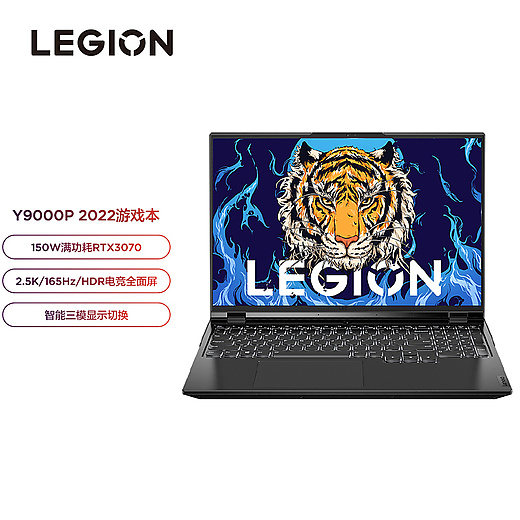 LEGION
Y9000P 2022游戏本
150W满功耗RTX3070
2.5K/165Hz/HDR电竞全面屏
智能三模显示切换
LEGION